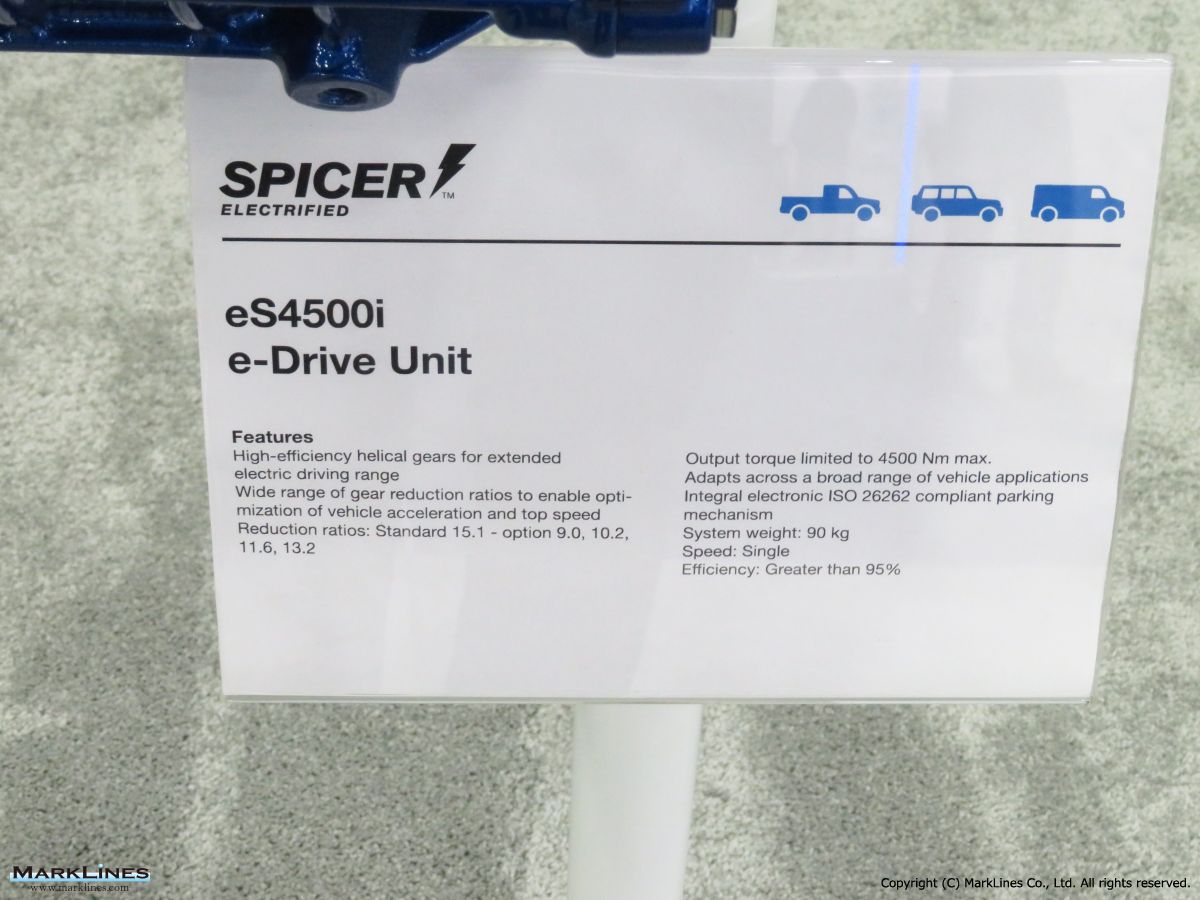 SPICER™
ELECTRIFIED
eS4500i
e-Drive Unit
Features
High-efficiency helical gears for extended
electric driving range
Wide range of gear reduction ratios to enable opti-
mization of vehicle acceleration and top speed
Reduction ratios: Standard 15.1 - option 9.0, 10.2,
11.6, 13.2
Output torque limited to 4500 Nm max.
Adapts across a broad range of vehicle applications
Integral electronic ISO 26262 compliant parking
mechanism
System weight: 90 kg
Speed: Single
Efficiency: Greater than 95%
MARKLINES
www.marklines.com
Copyright (C) MarkLines Co., Ltd. All rights reserved.